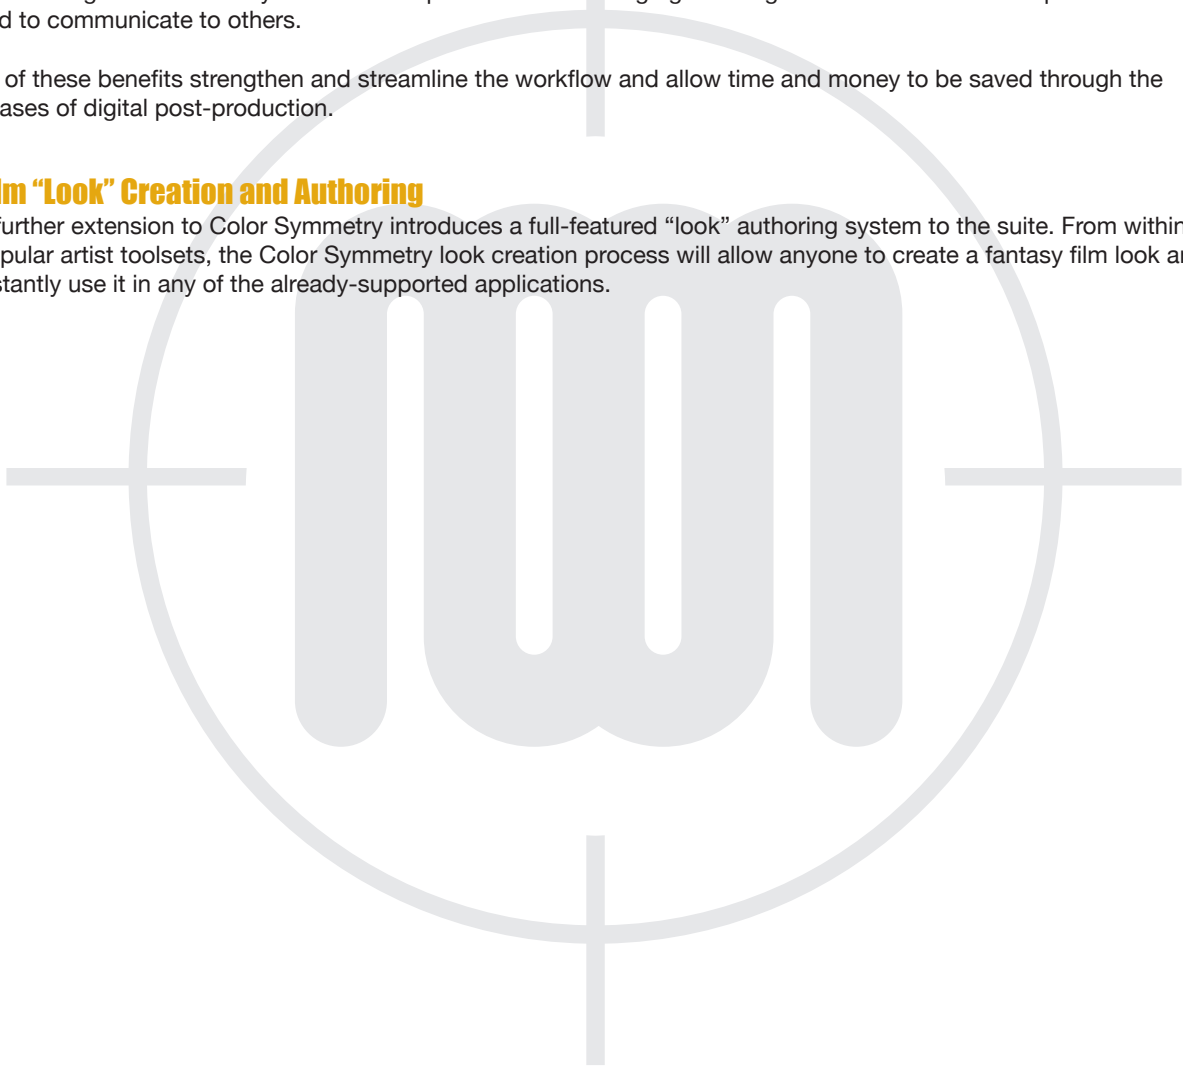 d to communicate to others.
of these benefits strengthen and streamline the workflow and allow time and money to be saved through the
ases of digital post-production.
lm “Look” Creation and Authoring
further extension to Color Symmetry introduces a full-featured “look” authoring system to the suite. From within
pular artist toolsets, the Color Symmetry look creation process will allow anyone to create a fantasy film look a
stantly use it in any of the already-supported applications.